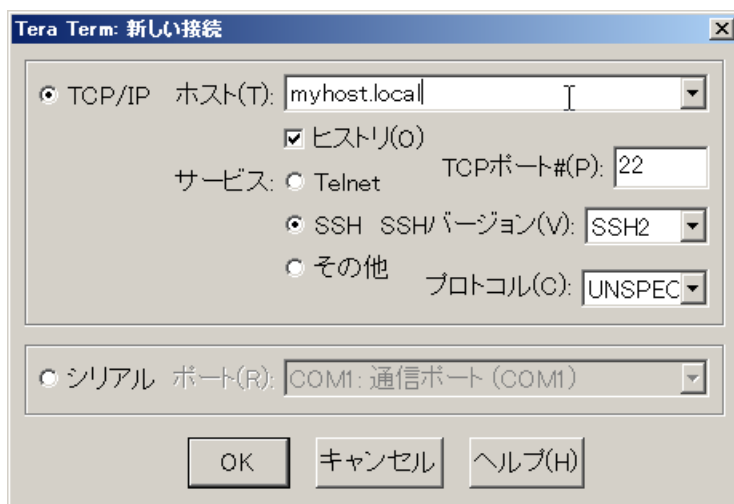 Tera Term: 新しい接続
TCP/IP ホスト(T): myhost.local
ヒストリ(O)
サービス: Telnet TCPポート#(P): 22
SSH SSHバージョン(V): SSH2
その他 プロトコル(C): UNSPEC
シリアル ポート(R): COM1: 通信ポート (COM1)
OK キャンセル ヘルプ(H)